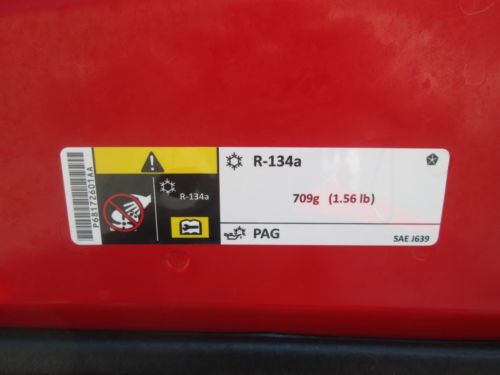 P68172601AA
R-134a
R-134a
709g (1.56 lb)
PAG
SAE J639